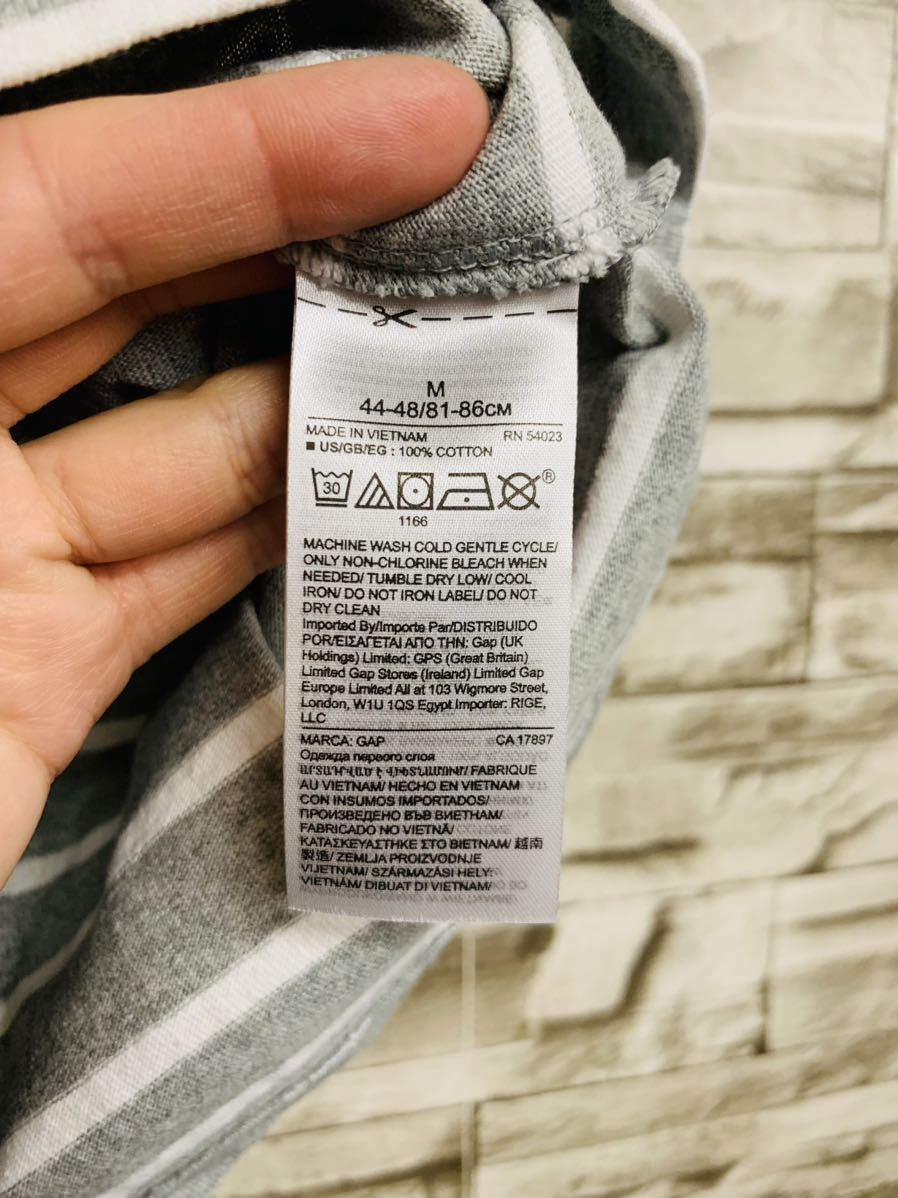 M
44-48/81-86CM
MADE IN VIETNAM RN 54023
■ US/GB/EG : 100% COTTON
30 ®
1166
MACHINE WASH COLD GENTLE CYCLE/
ONLY NON-CHLORINE BLEACH WHEN
NEEDED/ TUMBLE DRY LOW/ COOL
IRON/ DO NOT IRON LABEL/ DO NOT
DRY CLEAN
Imported By/Importe Par/DISTRIBUIDO
POR/ΕΙΣΑΓΕΤΑΙ ΑΠΟ ΤΗΝ: Gap (UK
Holdings) Limited: GPS (Great Britain)
Limited Gap Stores (Ireland) Limited Gap
Europe Limited All at 103 Wigmore Street,
London, W1U 1QS Egypt Importer: RIGE,
LLC
MARCA: GAP CA 17897
Одежда первого слоя
ԱՐՏԱԴՐՎԱԾ Է ՎԻԵՏՆԱՄՈՒՄ/ FABRIQUE
AU VIETNAM/ HECHO EN VIETNAM
CON INSUMOS IMPORTADOS/
ПРОИЗВЕДЕНО ВЪВ ВИЕТНАМ/
FABRICADO NO VIETNÃ/
ΚΑΤΑΣΚΕΥΑΣΤΗΚΕ ΣΤΟ ΒΙΕΤΝΑΜ/ 越南
製造/ ZEMLJA PROIZVODNJE
VIJETNAM/ SZÁRMAZÁSI HELY:
VIETNÁM/ DIBUAT DI VIETNAM/